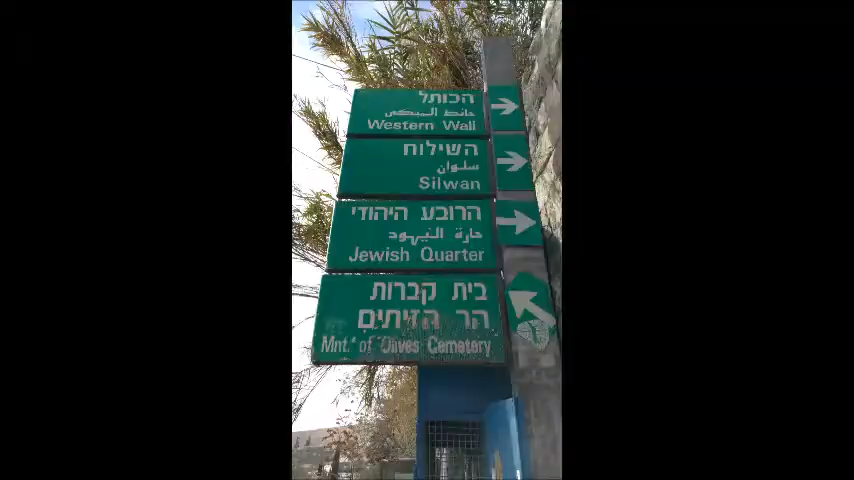 הכותל
حائط المبكى
Western Wall
השילוח
سلوان
Silwan
הרובע היהודי
حارة اليهود
Jewish Quarter
בית קברות
הר הזיתים
Mnt. of Olives Cemetery